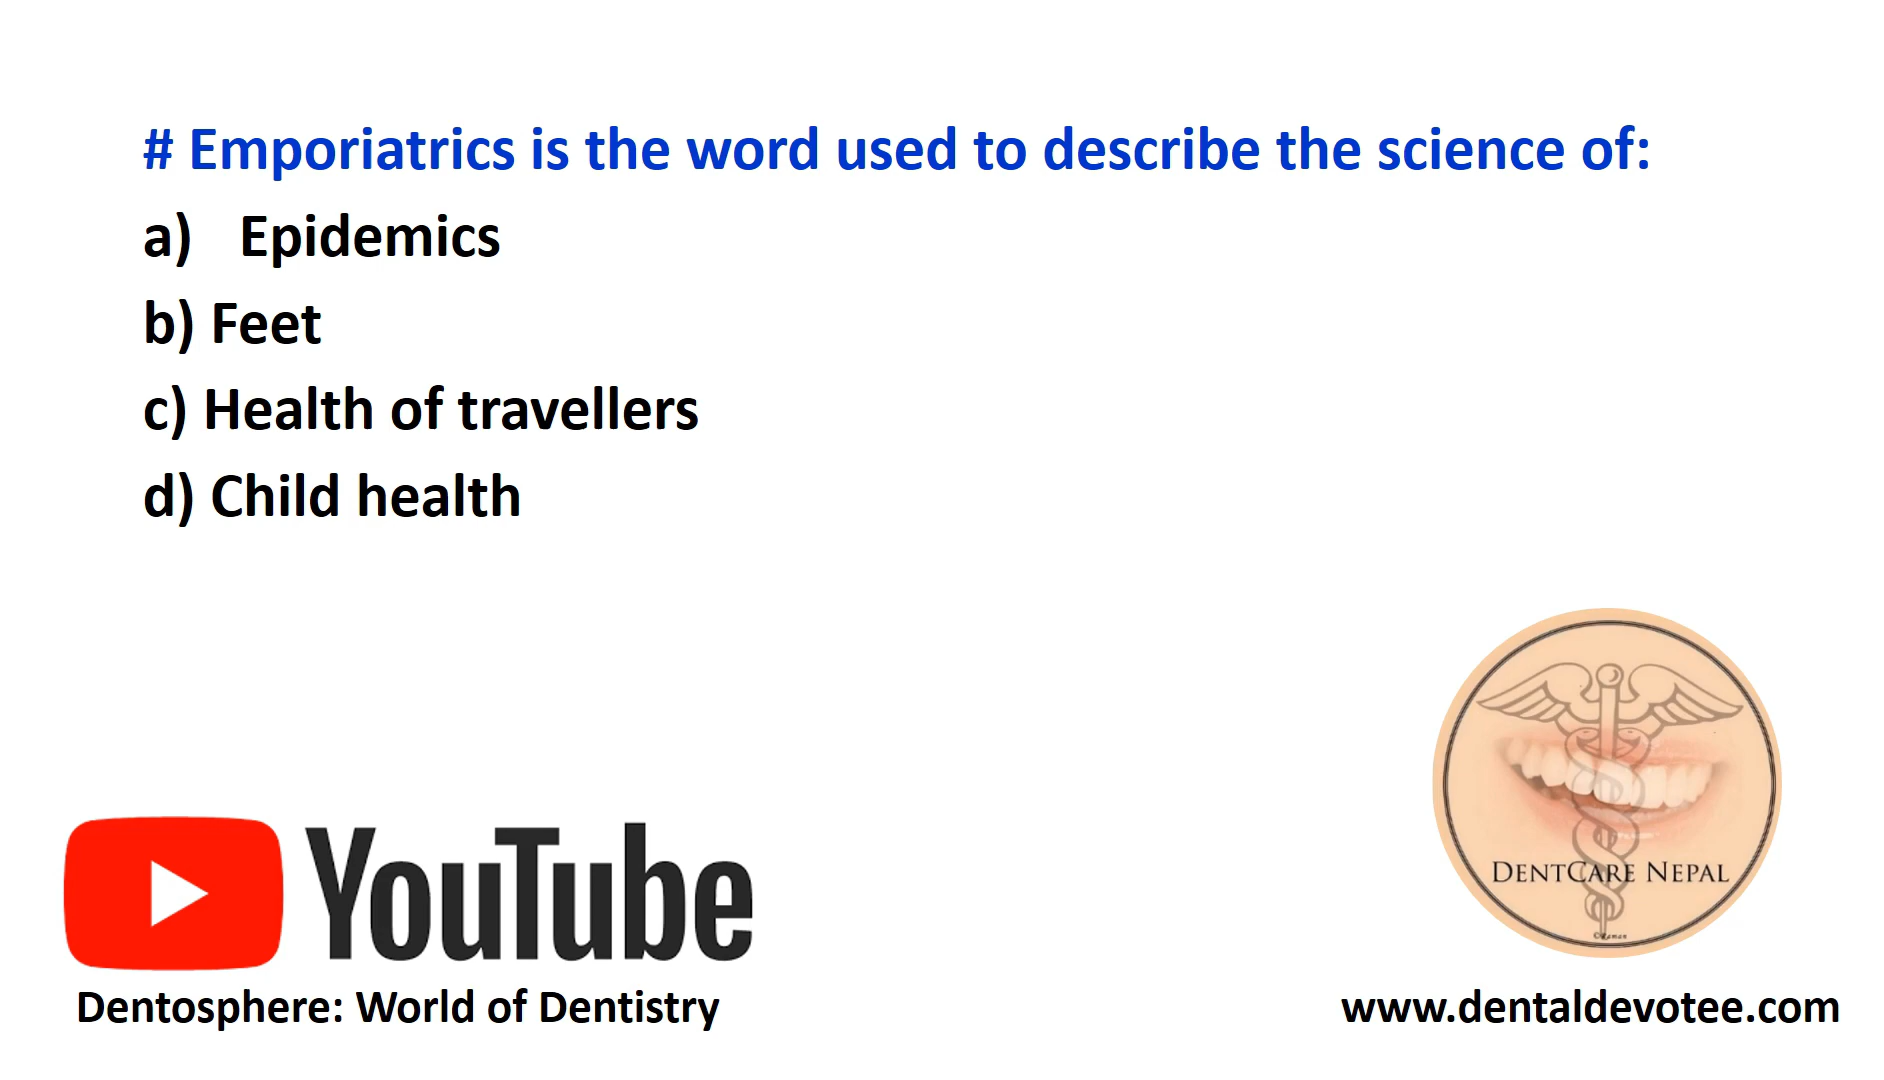 # Emporiatrics is the word used to describe the science of:
a) Epidemics
b) Feet
c) Health of travellers
d) Child health
DENTCARE NEPAL
YouTube
Dentosphere: World of Dentistry
www.dentaldevotee.com